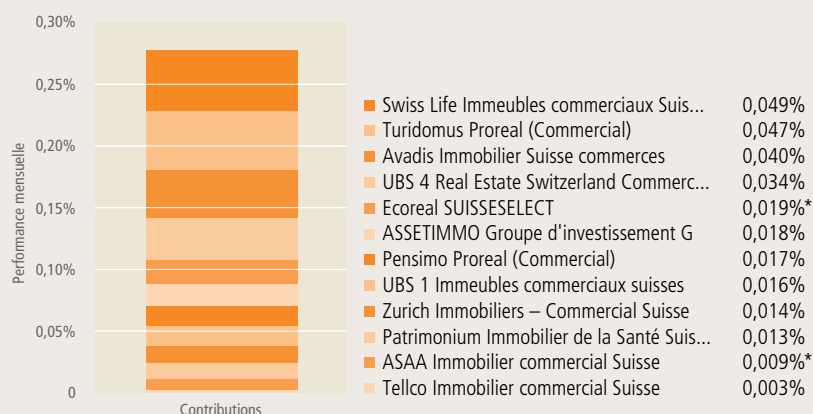 0,30%
0,25%
0,20%
0,15%
0,10%
0,05%
0
Performance mensuelle
Contributions
Swiss Life Immeubles commerciaux Suis... 0,049%
Turidomus Proreal (Commercial) 0,047%
Avadis Immobilier Suisse commerces 0,040%
UBS 4 Real Estate Switzerland Commerc... 0,034%
Ecoreal SUISSESELECT 0,019%*
ASSETIMMO Groupe d'investissement G 0,018%
Pensimo Proreal (Commercial) 0,017%
UBS 1 Immeubles commerciaux suisses 0,016%
Zurich Immobiliers – Commercial Suisse 0,014%
Patrimonium Immobilier de la Santé Suis... 0,013%
ASAA Immobilier commercial Suisse 0,009%*
Tellco Immobilier commercial Suisse 0,003%